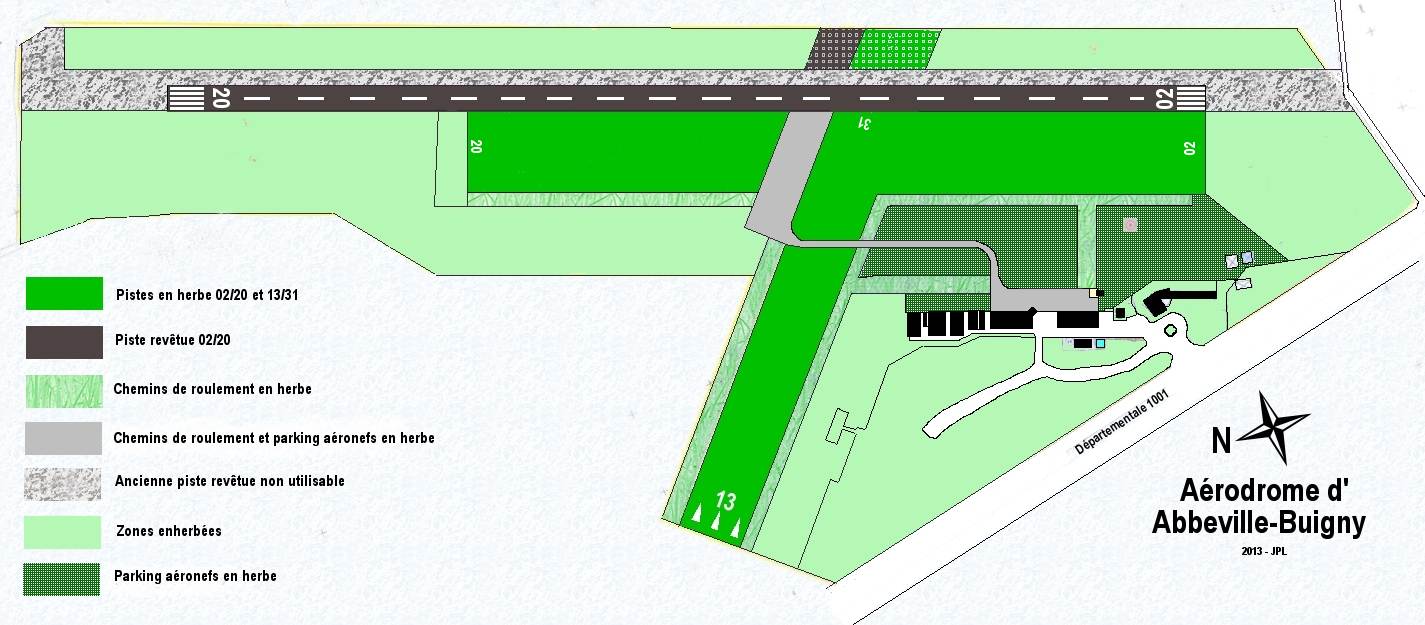 20
02
31
20
02
13
Pistes en herbe 02/20 et 13/31
Piste revêtue 02/20
Chemins de roulement en herbe
Chemins de roulement et parking aéronefs en herbe
Ancienne piste revêtue non utilisable
Zones enherbées
Parking aéronefs en herbe
Départementale 1001
N
Aérodrome d'
Abbeville-Buigny
2013 - JPL